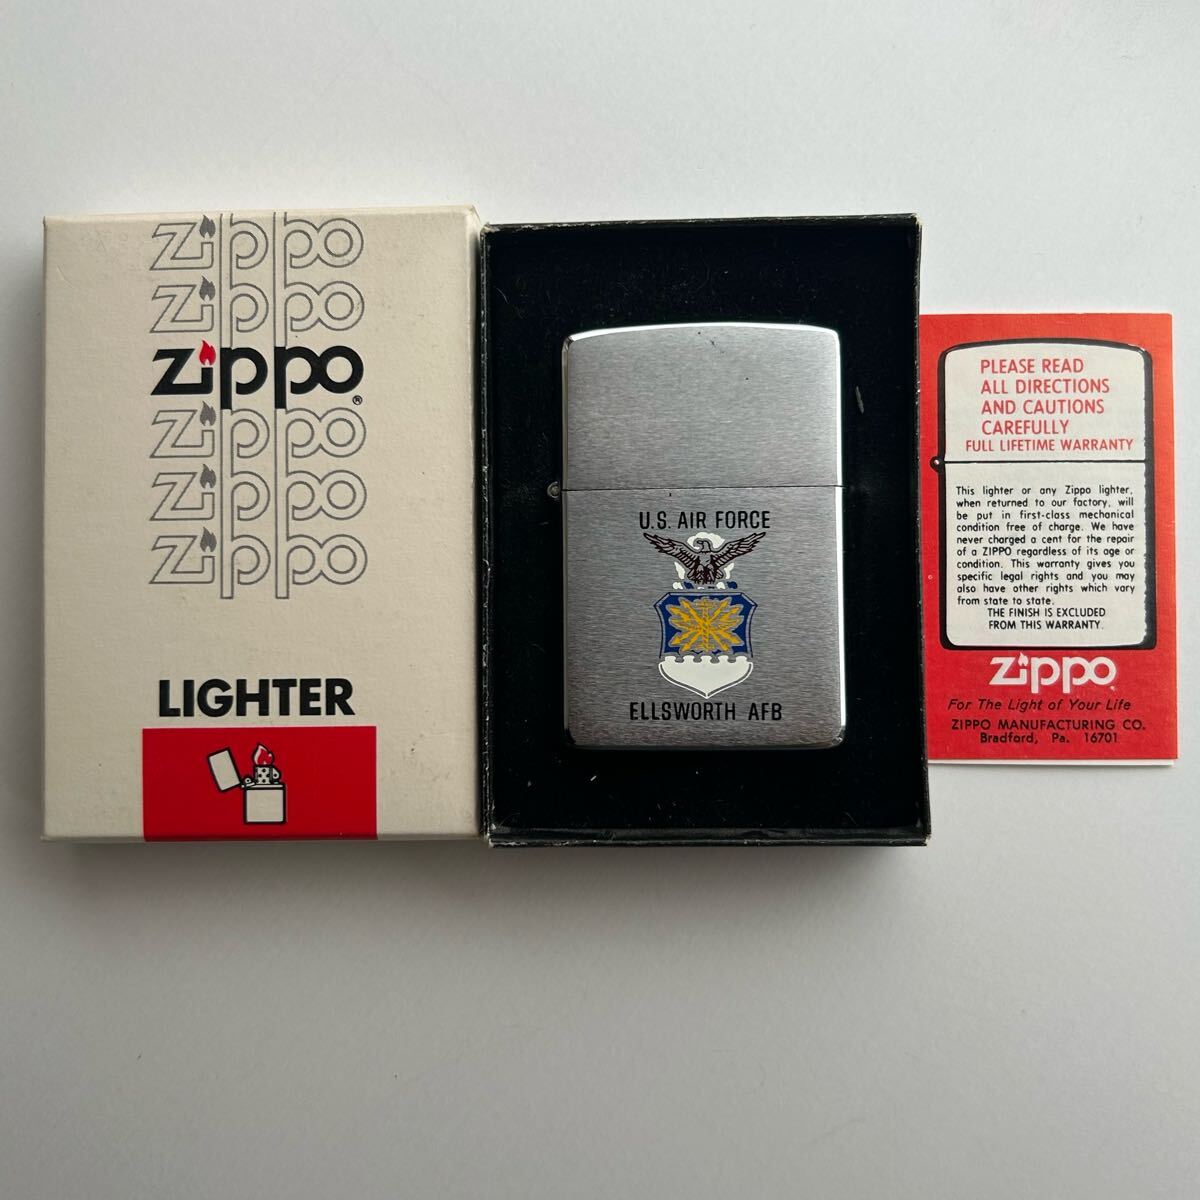 zippo
zippo
zippo®
zippo
zippo
zippo
LIGHTER
U.S. AIR FORCE
ELLSWORTH AFB
PLEASE READ
ALL DIRECTIONS
AND CAUTIONS
CAREFULLY
FULL LIFETIME WARRANTY
This lighter or any Zippo lighter,
when returned to our factory, will
be put in first-class mechanical
condition free of charge. We have
never charged a cent for the repair
of a ZIPPO regardless of its age or
condition. This warranty gives you
specific legal rights and you may
also have other rights which vary
from state to state.
THE FINISH IS EXCLUDED
FROM THIS WARRANTY.
zippo
For The Light of Your Life
ZIPPO MANUFACTURING CO.
Bradford, Pa. 16701